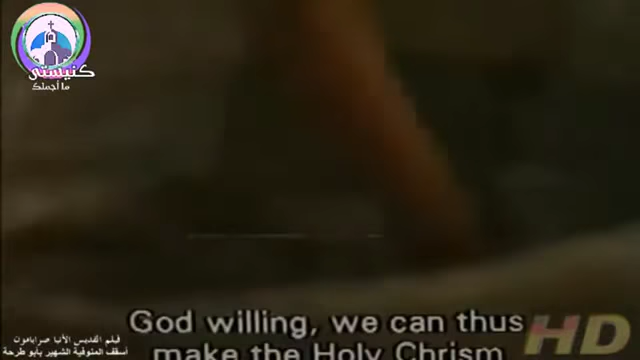 كنيستى
ما أجملك
God willing, we can thus
make the Holy Chrism
HD
فيلم القديس الأنبا صرابامون
أسقف المنوفية الشهير بأبو طرحة